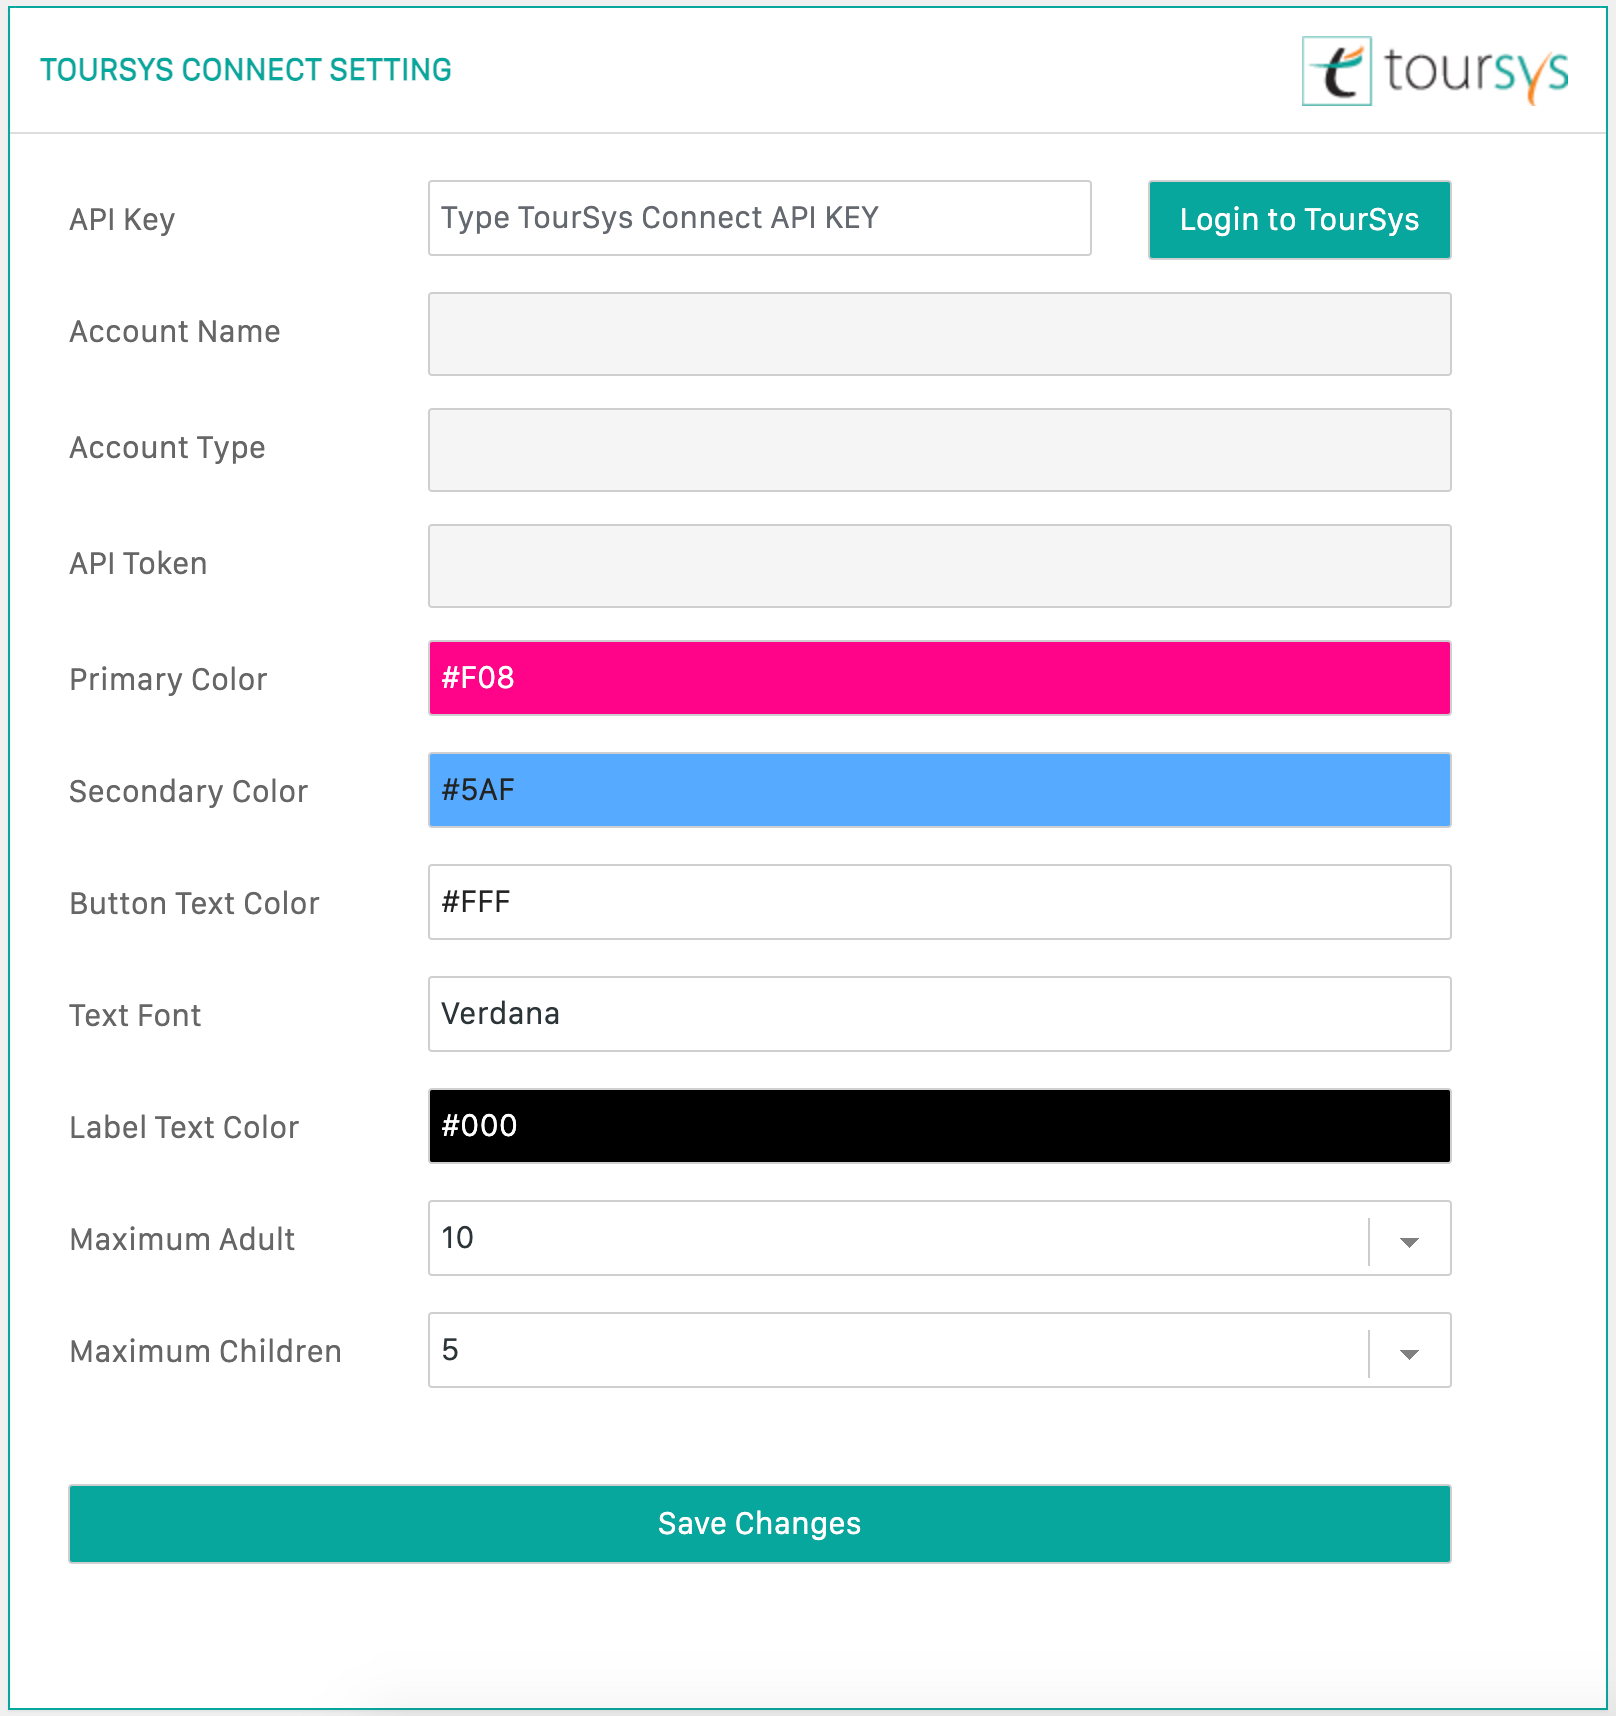 TOURSYS CONNECT SETTING
toursys
API Key
Type TourSys Connect API KEY
Login to TourSys
Account Name
Account Type
API Token
Primary Color
#F08
Secondary Color
#5AF
Button Text Color
#FFF
Text Font
Verdana
Label Text Color
#000
Maximum Adult
10
Maximum Children
5
Save Changes